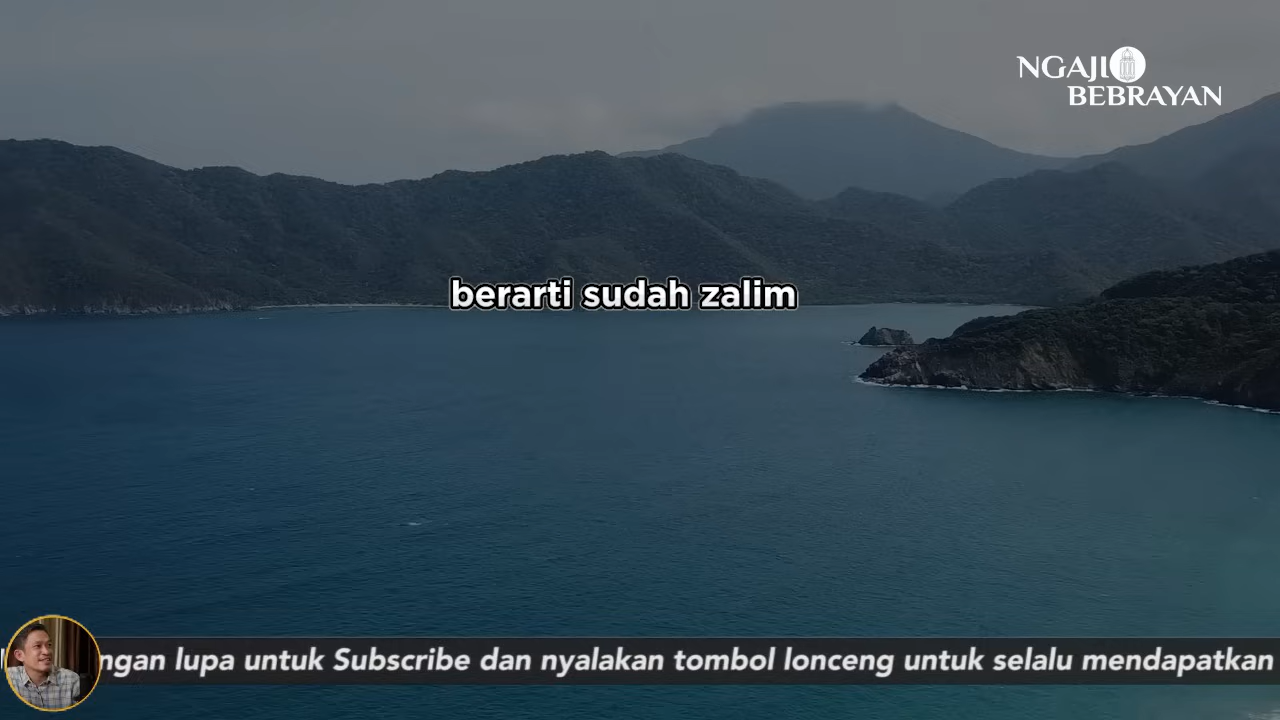 NGAJI
BEBRAYAN
berarti sudah zalim
ngan lupa untuk Subscribe dan nyalakan tombol lonceng untuk selalu mendapatkan